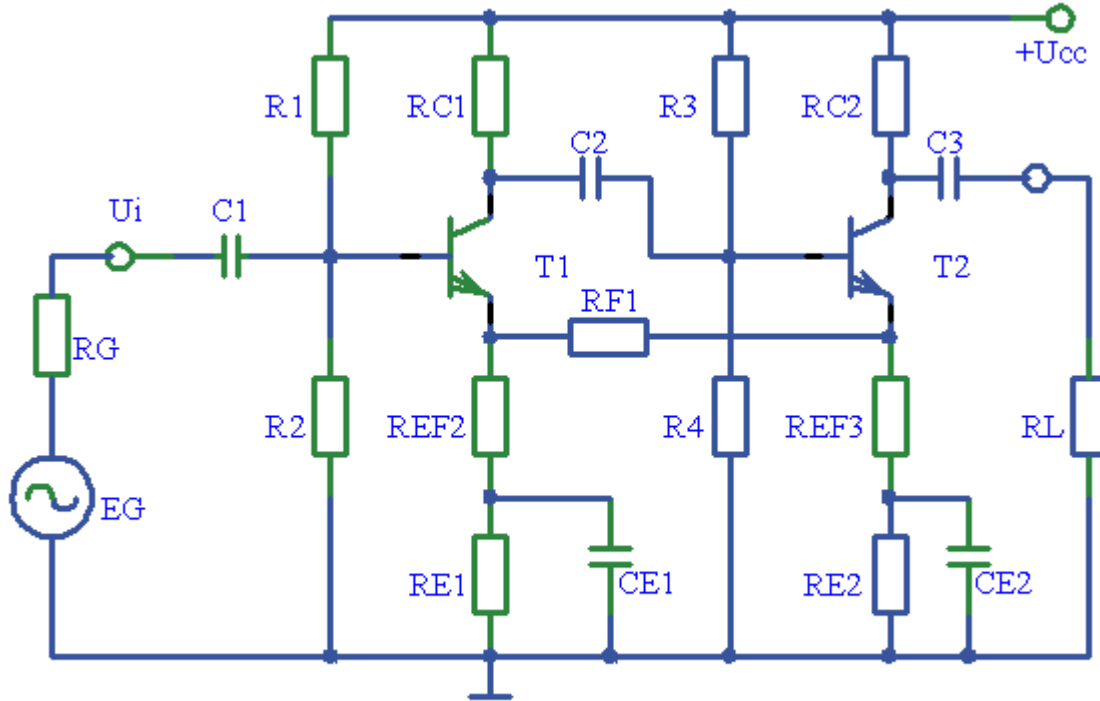 +Ucc
R1
RC1
R3
RC2
C2
C3
Ui
C1
T1
T2
RF1
RG
R2
REF2
R4
REF3
RL
EG
RE1
CE1
RE2
CE2